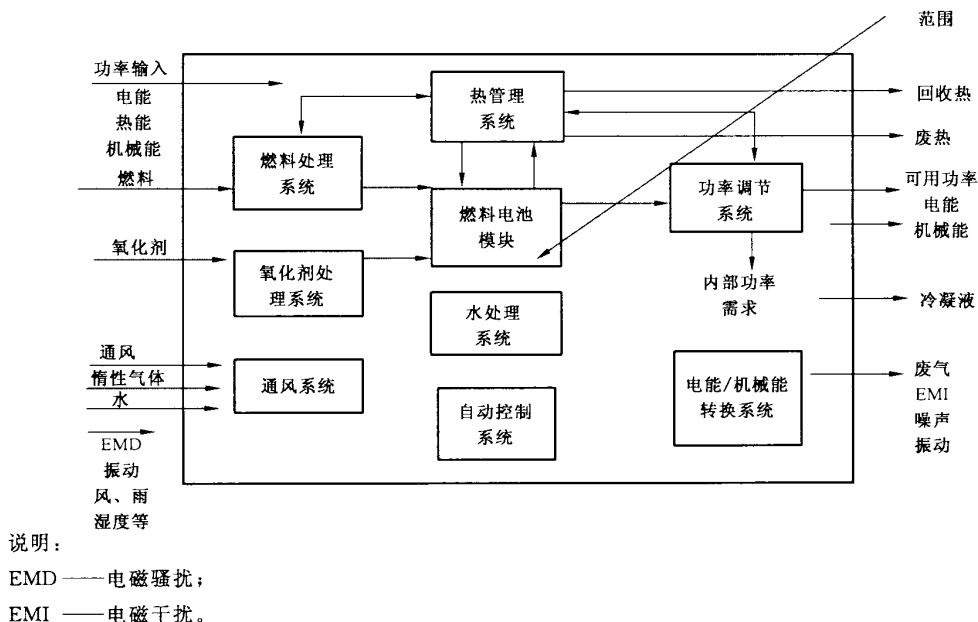 范围
功率输入
电能
热能
机械能
燃料
氧化剂
通风
惰性气体
水
EMD
振动
风、雨
湿度等
热管理
系统
燃料处理
系统
燃料电池
模块
氧化剂处
理系统
水处理
系统
通风系统
自动控制
系统
功率调节
系统
内部功率
需求
电能/机械能
转换系统
回收热
废热
可用功率
电能
机械能
冷凝液
废气
EMI
噪声
振动
说明：
EMD——电磁骚扰；
EMI——电磁干扰。